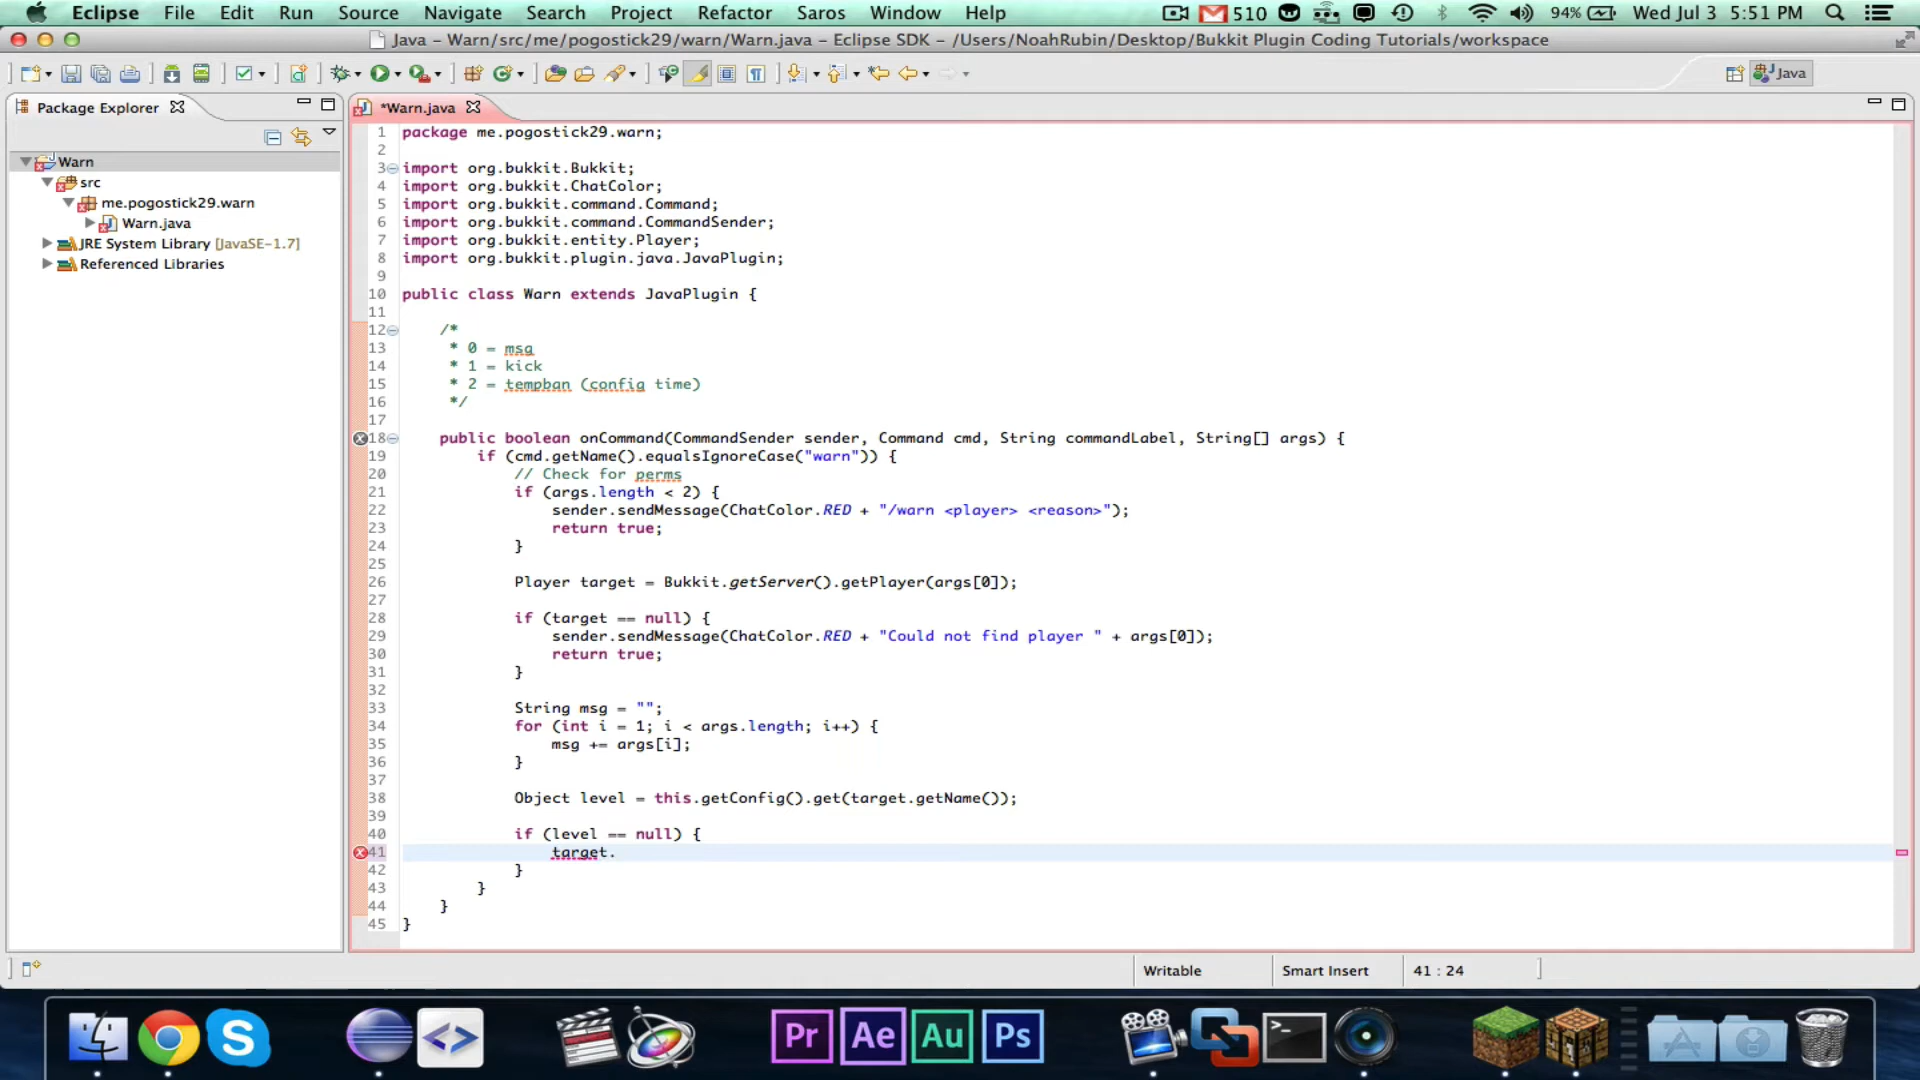 Eclipse File Edit Run Source Navigate Search Project Refactor Saros Window Help 510 94% Wed Jul 3 5:51 PM
Java – Warn/src/me/pogostick29/warn/Warn.java – Eclipse SDK – /Users/NoahRubin/Desktop/Bukkit Plugin Coding Tutorials/workspace
Java
Package Explorer
*Warn.java
Warn
src
me.pogostick29.warn
Warn.java
JRE System Library [JavaSE-1.7]
Referenced Libraries
1 package me.pogostick29.warn;
2
3 import org.bukkit.Bukkit;
4 import org.bukkit.ChatColor;
5 import org.bukkit.command.Command;
6 import org.bukkit.command.CommandSender;
7 import org.bukkit.entity.Player;
8 import org.bukkit.plugin.java.JavaPlugin;
9
10 public class Warn extends JavaPlugin {
11
12 /*
13 * 0 = msg
14 * 1 = kick
15 * 2 = tempban (config time)
16 */
17
18 public boolean onCommand(CommandSender sender, Command cmd, String commandLabel, String[] args) {
19 if (cmd.getName().equalsIgnoreCase("warn")) {
20 // Check for perms
21 if (args.length < 2) {
22 sender.sendMessage(ChatColor.RED + "/warn <player> <reason>");
23 return true;
24 }
25
26 Player target = Bukkit.getServer().getPlayer(args[0]);
27
28 if (target == null) {
29 sender.sendMessage(ChatColor.RED + "Could not find player " + args[0]);
30 return true;
31 }
32
33 String msg = "";
34 for (int i = 1; i < args.length; i++) {
35 msg += args[i];
36 }
37
38 Object level = this.getConfig().get(target.getName());
39
40 if (level == null) {
41 target.
42 }
43 }
44 }
45 }
Writable Smart Insert 41 : 24
Pr Ae Au Ps